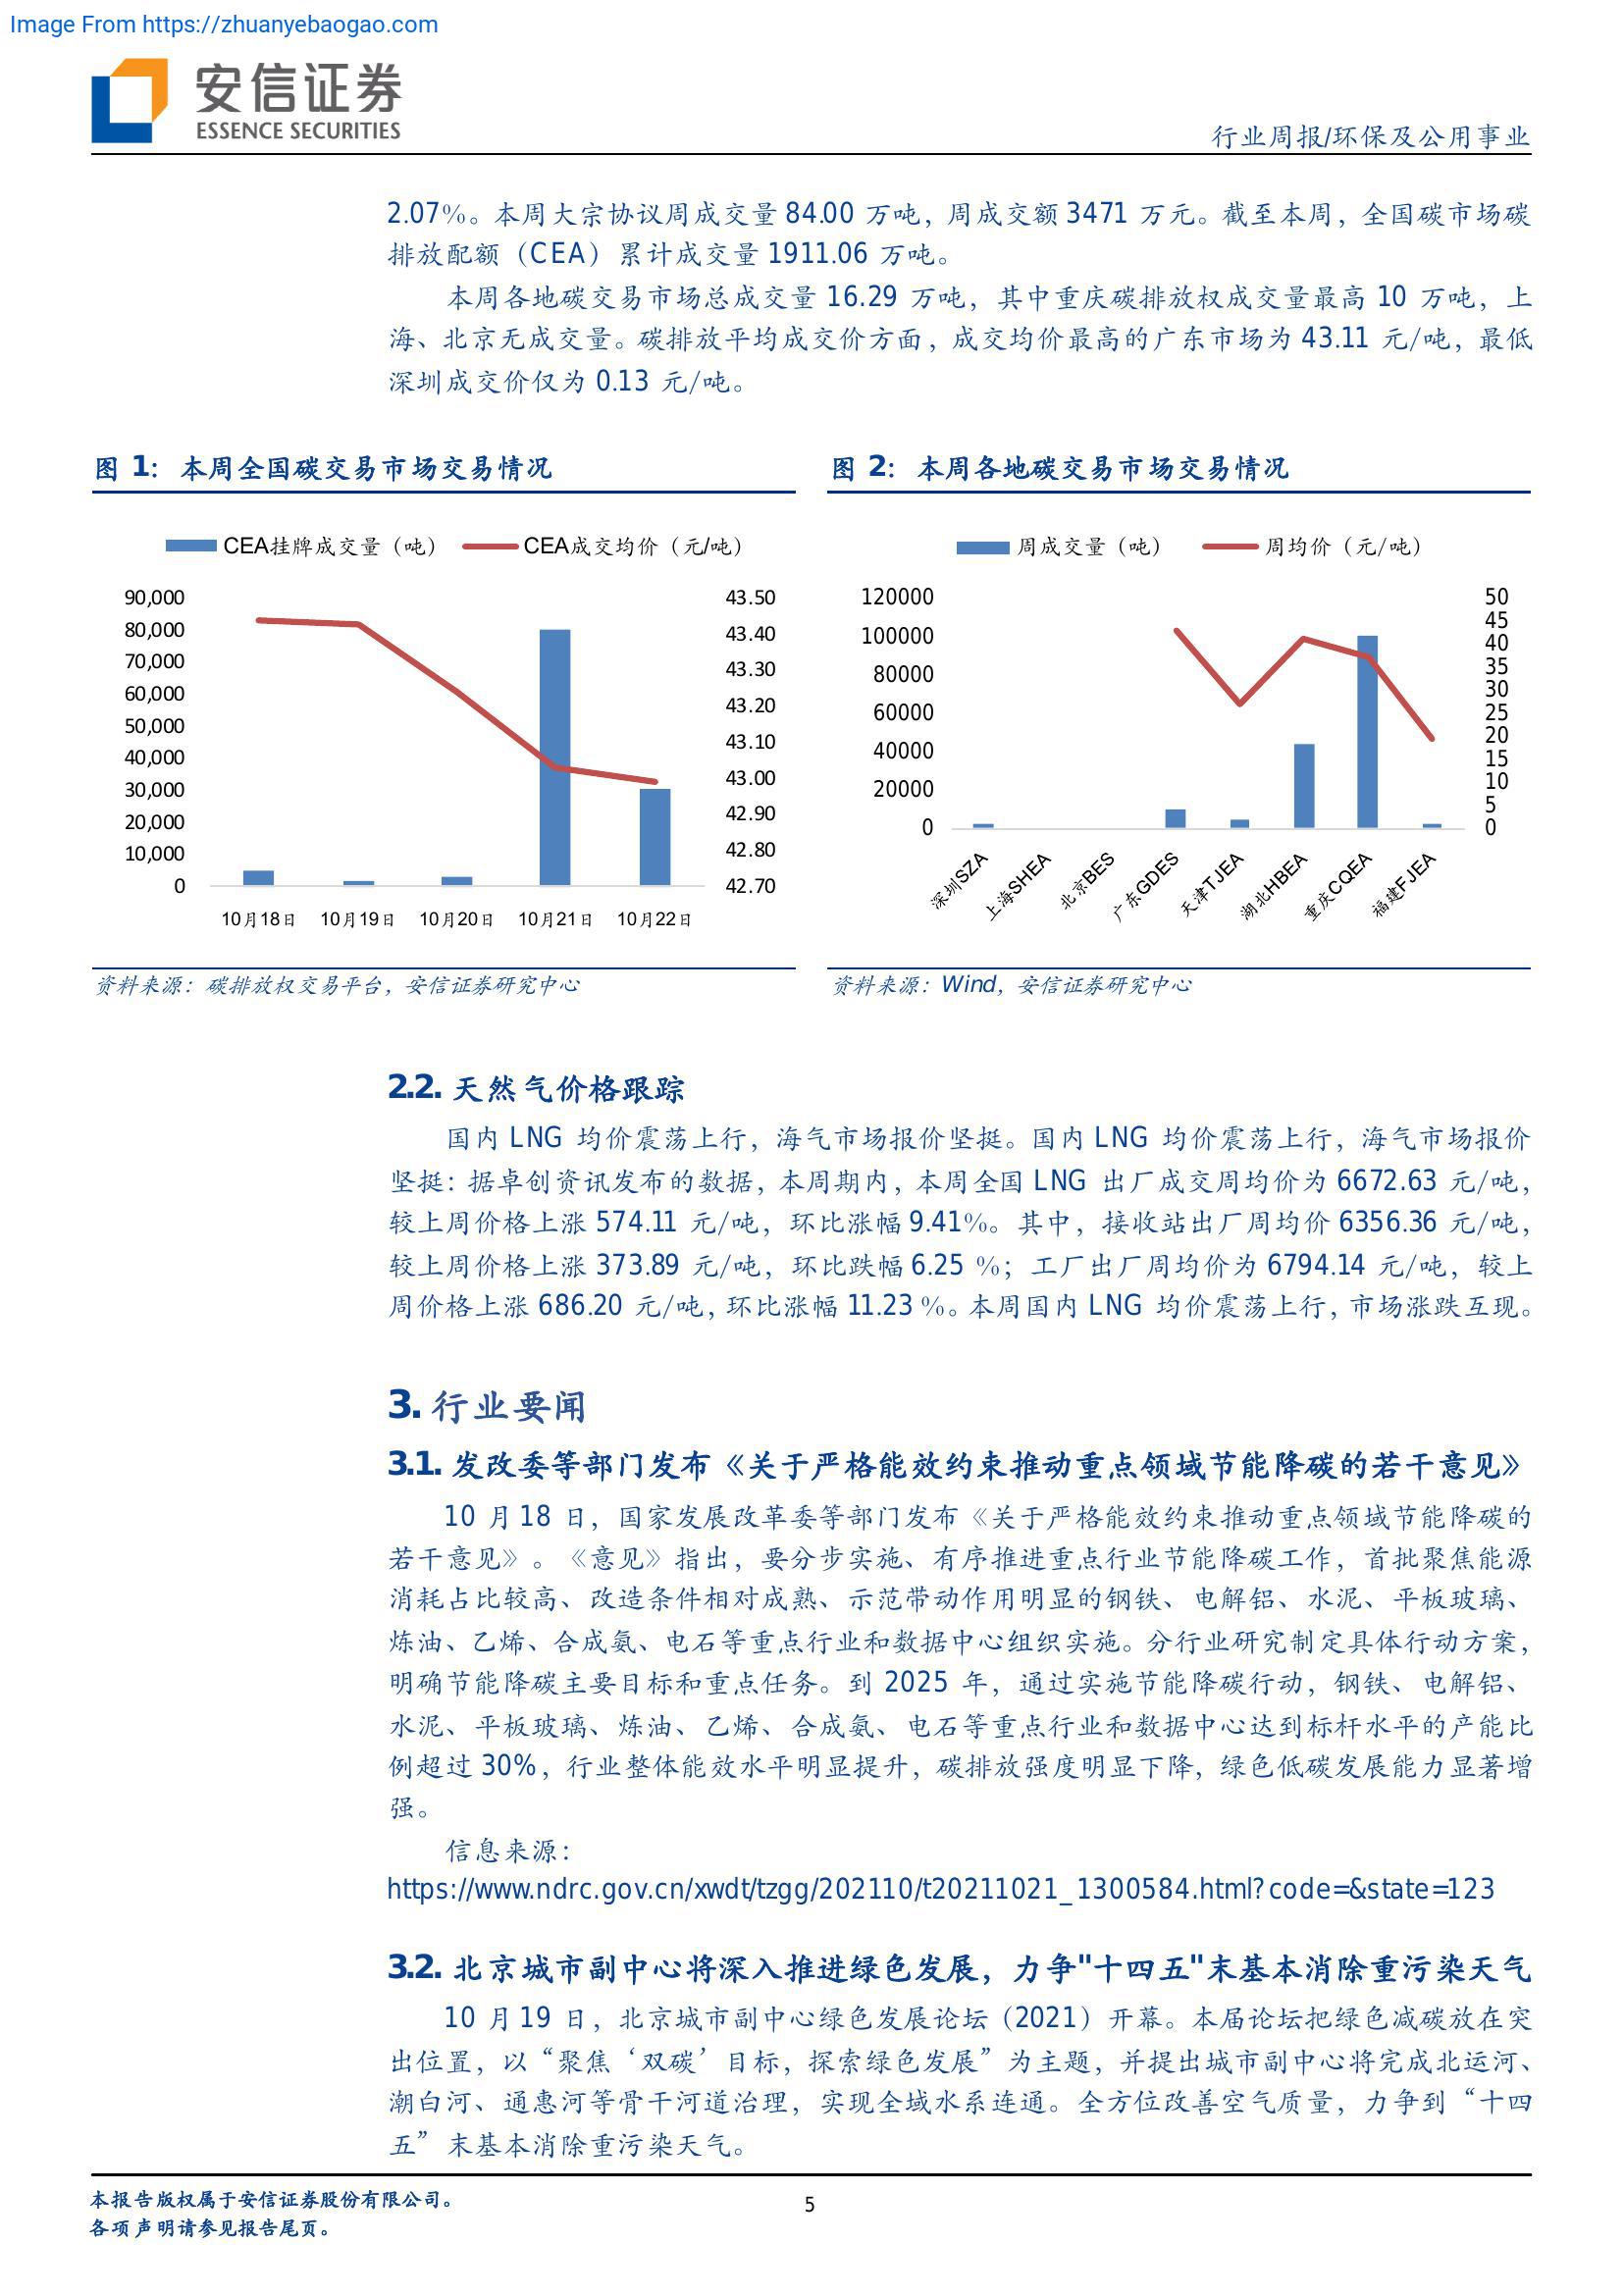 Image From https://zhuanyebaogao.com
安信证券
ESSENCE SECURITIES
行业周报/环保及公用事业
2.07%。本周大宗协议周成交量 84.00 万吨，周成交额 3471 万元。截至本周，全国碳市场碳
排放配额（CEA）累计成交量 1911.06 万吨。
本周各地碳交易市场总成交量 16.29 万吨，其中重庆碳排放权成交量最高 10 万吨，上
海、北京无成交量。碳排放平均成交价方面，成交均价最高的广东市场为 43.11 元/吨，最低
深圳成交价仅为 0.13 元/吨。
图 1：本周全国碳交易市场交易情况
CEA挂牌成交量（吨） CEA成交均价（元/吨）
90,000
80,000
70,000
60,000
50,000
40,000
30,000
20,000
10,000
0
43.50
43.40
43.30
43.20
43.10
43.00
42.90
42.80
42.70
10月18日 10月19日 10月20日 10月21日 10月22日
资料来源：碳排放权交易平台，安信证券研究中心
图 2：本周各地碳交易市场交易情况
周成交量（吨） 周均价（元/吨）
120000
100000
80000
60000
40000
20000
0
50
45
40
35
30
25
20
15
10
5
0
深圳SZA 上海SHEA 北京BES 广东GDES 天津TJEA 湖北HBEA 重庆CQEA 福建FJEA
资料来源：Wind，安信证券研究中心
2.2. 天然气价格跟踪
国内 LNG 均价震荡上行，海气市场报价坚挺。国内 LNG 均价震荡上行，海气市场报价
坚挺：据卓创资讯发布的数据，本周期内，本周全国 LNG 出厂成交周均价为 6672.63 元/吨，
较上周价格上涨 574.11 元/吨，环比涨幅 9.41%。其中，接收站出厂周均价 6356.36 元/吨，
较上周价格上涨 373.89 元/吨，环比跌幅 6.25 %；工厂出厂周均价为 6794.14 元/吨，较上
周价格上涨 686.20 元/吨，环比涨幅 11.23 %。本周国内 LNG 均价震荡上行，市场涨跌互现。
3. 行业要闻
3.1. 发改委等部门发布《关于严格能效约束推动重点领域节能降碳的若干意见》
10 月 18 日，国家发展改革委等部门发布《关于严格能效约束推动重点领域节能降碳的
若干意见》。《意见》指出，要分步实施、有序推进重点行业节能降碳工作，首批聚焦能源
消耗占比较高、改造条件相对成熟、示范带动作用明显的钢铁、电解铝、水泥、平板玻璃、
炼油、乙烯、合成氨、电石等重点行业和数据中心组织实施。分行业研究制定具体行动方案，
明确节能降碳主要目标和重点任务。到 2025 年，通过实施节能降碳行动，钢铁、电解铝、
水泥、平板玻璃、炼油、乙烯、合成氨、电石等重点行业和数据中心达到标杆水平的产能比
例超过 30%，行业整体能效水平明显提升，碳排放强度明显下降，绿色低碳发展能力显著增
强。
信息来源：
https://www.ndrc.gov.cn/xwdt/tzgg/202110/t20211021_1300584.html?code=&state=123
3.2. 北京城市副中心将深入推进绿色发展，力争"十四五"末基本消除重污染天气
10 月 19 日，北京城市副中心绿色发展论坛（2021）开幕。本届论坛把绿色减碳放在突
出位置，以“聚焦‘双碳’目标，探索绿色发展”为主题，并提出城市副中心将完成北运河、
潮白河、通惠河等骨干河道治理，实现全域水系连通。全方位改善空气质量，力争到“十四
五”末基本消除重污染天气。
本报告版权属于安信证券股份有限公司。
各项声明请参见报告尾页。
5